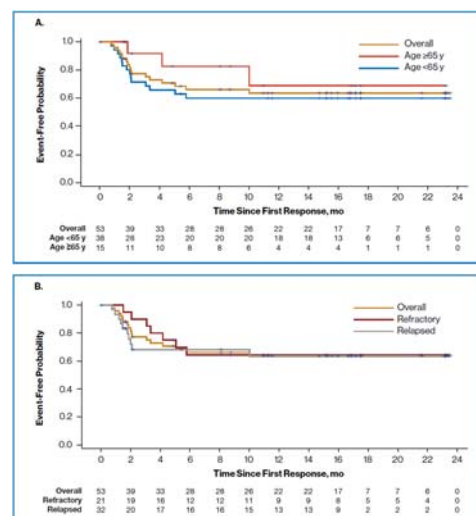 A.
Overall
Age ≥65 y
Age <65 y
Event-Free Probability
1.0
0.8
0.6
0.4
0.2
0.0
0 2 4 6 8 10 12 14 16 18 20 22 24
Time Since First Response, mo
Overall 53 39 33 28 28 26 22 22 17 7 7 6 0
Age <65 y 38 28 23 20 20 20 18 18 13 6 6 5 0
Age ≥65 y 15 11 10 8 8 6 4 4 4 1 1 1 0
B.
Overall
Refractory
Relapsed
Event-Free Probability
1.0
0.8
0.6
0.4
0.2
0.0
0 2 4 6 8 10 12 14 16 18 20 22 24
Time Since First Response, mo
Overall 53 39 33 28 28 26 22 22 17 7 7 6 0
Refractory 21 19 16 12 12 11 9 9 8 5 5 4 0
Relapsed 32 20 17 16 16 15 13 13 9 2 2 2 0